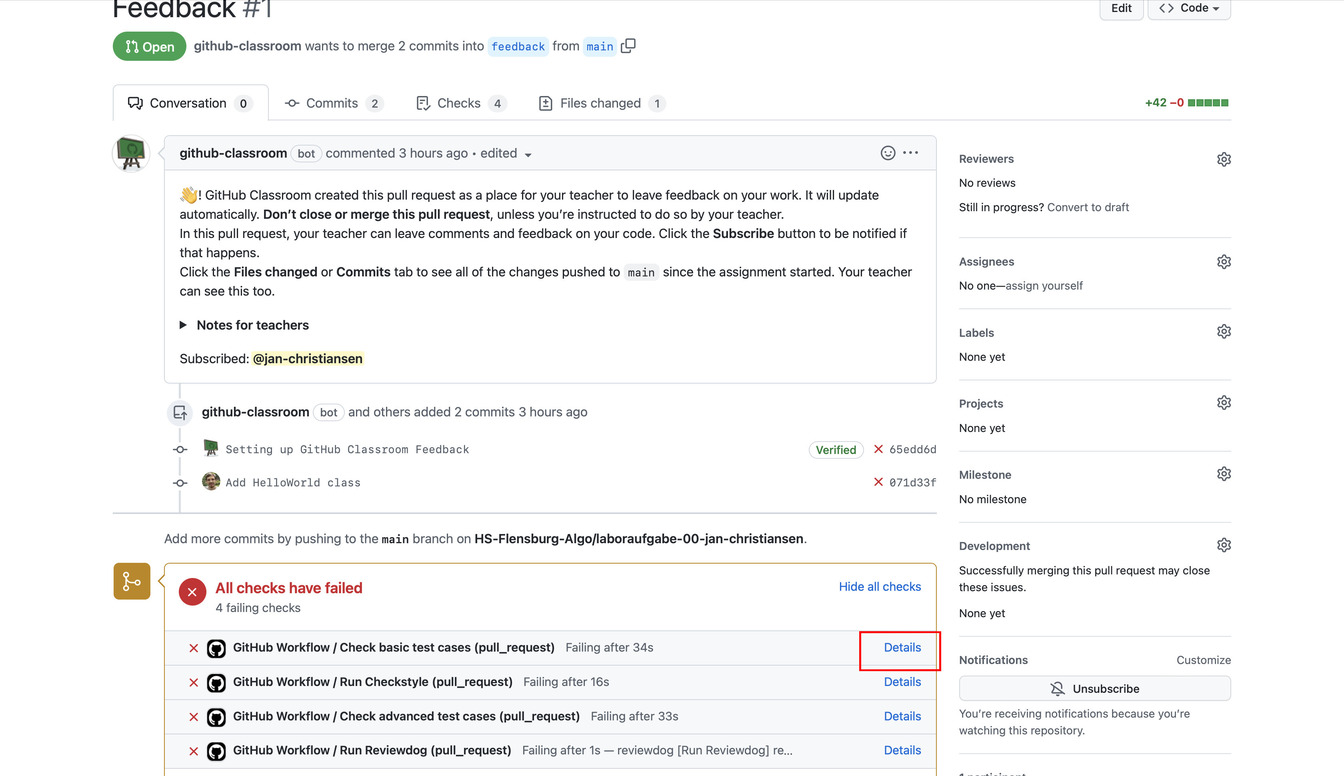 Feedback #1
Edit
Code
Open
github-classroom wants to merge 2 commits into feedback from main
Conversation 0
Commits 2
Checks 4
Files changed 1
+42 −0
github-classroom bot commented 3 hours ago • edited
👋! GitHub Classroom created this pull request as a place for your teacher to leave feedback on your work. It will update
automatically. Don’t close or merge this pull request, unless you’re instructed to do so by your teacher.
In this pull request, your teacher can leave comments and feedback on your code. Click the Subscribe button to be notified if
that happens.
Click the Files changed or Commits tab to see all of the changes pushed to main since the assignment started. Your teacher
can see this too.
Notes for teachers
Subscribed: @jan-christiansen
github-classroom bot and others added 2 commits 3 hours ago
Setting up GitHub Classroom Feedback
Verified
65edd6d
Add HelloWorld class
071d33f
Add more commits by pushing to the main branch on HS-Flensburg-Algo/laboraufgabe-00-jan-christiansen.
All checks have failed
4 failing checks
Hide all checks
GitHub Workflow / Check basic test cases (pull_request) Failing after 34s
Details
GitHub Workflow / Run Checkstyle (pull_request) Failing after 16s
Details
GitHub Workflow / Check advanced test cases (pull_request) Failing after 33s
Details
GitHub Workflow / Run Reviewdog (pull_request) Failing after 1s — reviewdog [Run Reviewdog] re...
Details
Reviewers
No reviews
Still in progress? Convert to draft
Assignees
No one—assign yourself
Labels
None yet
Projects
None yet
Milestone
No milestone
Development
Successfully merging this pull request may close
these issues.
None yet
Notifications
Customize
Unsubscribe
You’re receiving notifications because you’re
watching this repository.
1 participant